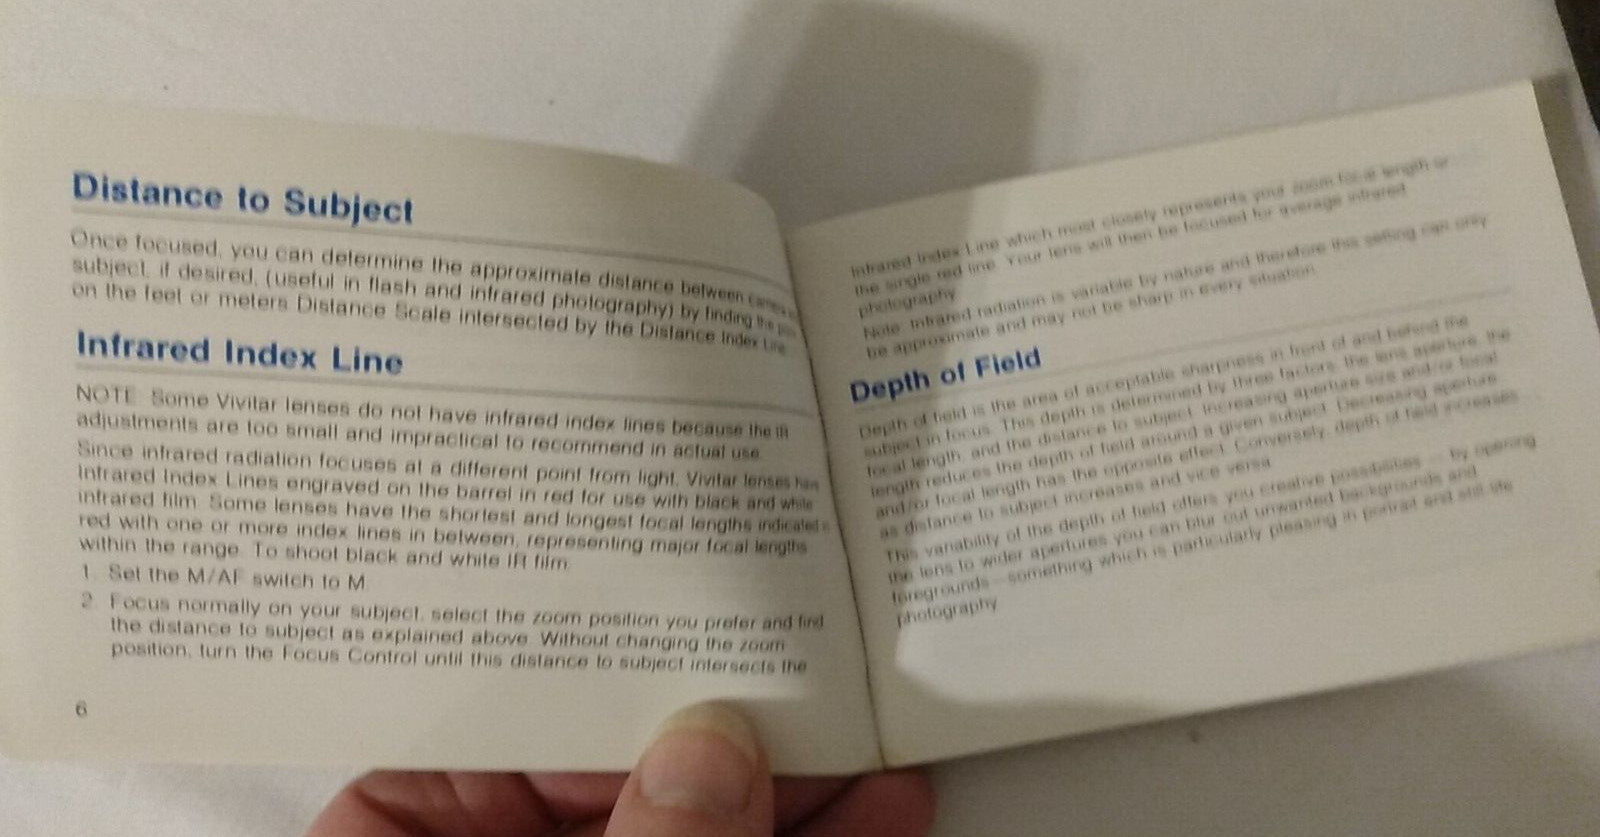 Distance to Subject
Once focused, you can determine the approximate distance between camera
subject, if desired, (useful in flash and infrared photography) by finding the
on the feet or meters Distance Scale intersected by the Distance Index Line
Infrared Index Line
NOTE: Some Vivitar lenses do not have infrared index lines because the IR
adjustments are too small and impractical to recommend in actual use.
Since infrared radiation focuses at a different point from light, Vivitar lenses have
Infrared Index Lines engraved on the barrel in red for use with black and white
infrared film. Some lenses have the shortest and longest focal lengths indicated in
red with one or more index lines in between, representing major focal lengths
within the range. To shoot black and white IR film:
1. Set the M/AF switch to M.
2. Focus normally on your subject, select the zoom position you prefer and find
the distance to subject as explained above. Without changing the zoom
position, turn the Focus Control until this distance to subject intersects the
6
Infrared Index Line which most closely represents your zoom focal length or
the single red line. Your lens will then be focused for average infrared
photography.
Note: Infrared radiation is variable by nature and therefore this setting can only
be approximate and may not be sharp in every situation.
Depth of Field
Depth of field is the area of acceptable sharpness in front of and behind the
subject in focus. This depth is determined by three factors: the lens aperture, the
focal length, and the distance to subject. Increasing aperture size and/or focal
length reduces the depth of field around a given subject. Decreasing aperture
and/or focal length has the opposite effect. Conversely, depth of field increases
as distance to subject increases and vice versa.
This variability of the depth of field offers you creative possibilities — by opening
the lens to wider apertures you can blur out unwanted backgrounds and
foregrounds—something which is particularly pleasing in portrait and still-life
photography.